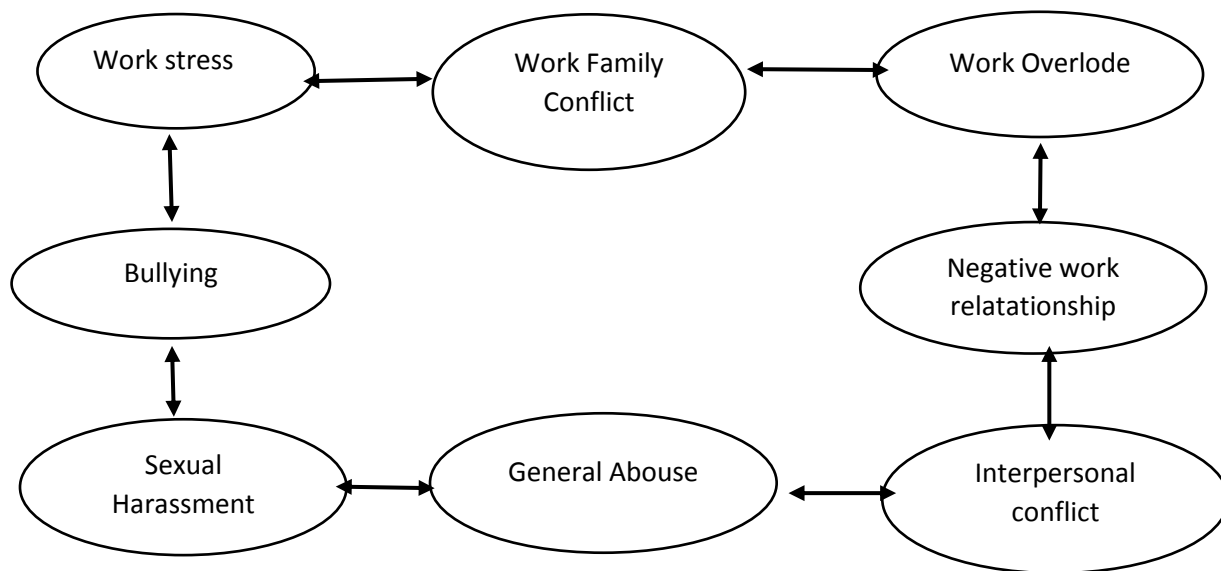 Work stress
Work Family
Conflict
Work Overlode
Bullying
Negative work
relatationship
Sexual
Harassment
General Abouse
Interpersonal
conflict